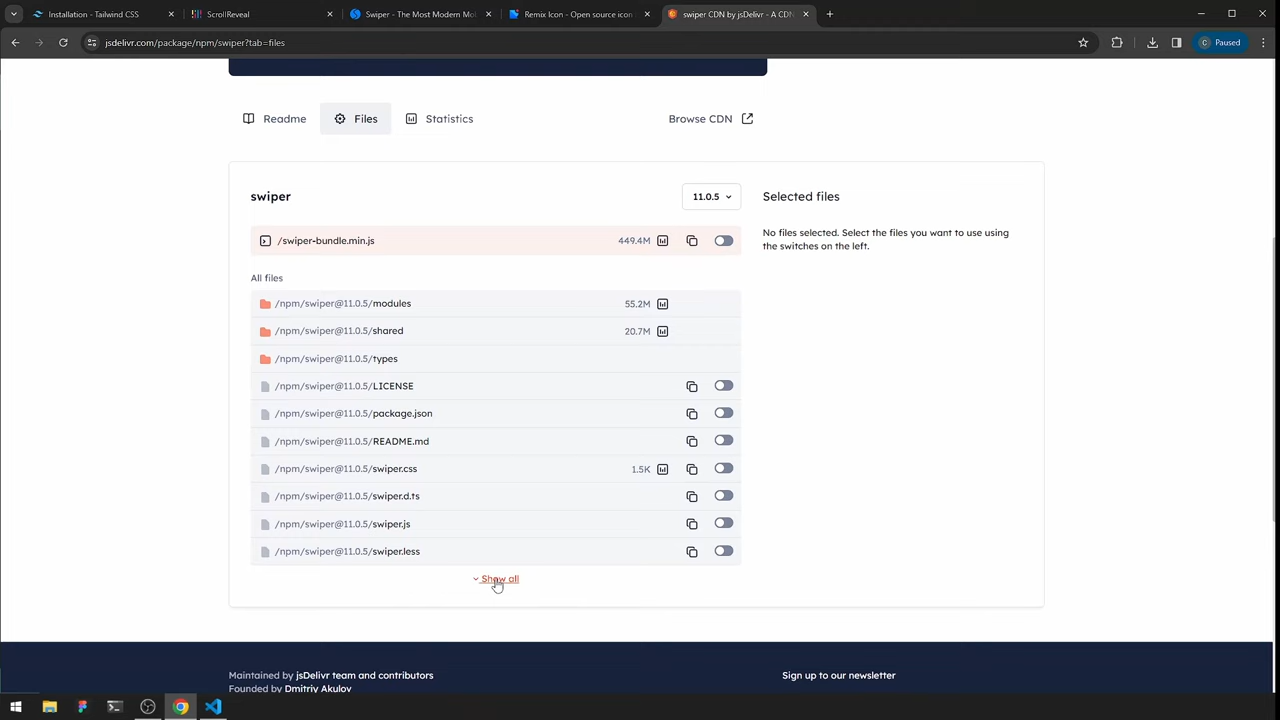 Installation - Tailwind CSS
ScrollReveal
Swiper - The Most Modern Mo
Remix Icon - Open source icon
swiper CDN by jsDelivr - A CDN
jsdelivr.com/package/npm/swiper?tab=files
C
Paused
Readme
Files
Statistics
Browse CDN
swiper
11.0.5
Selected files
/swiper-bundle.min.js
449.4M
No files selected. Select the files you want to use using
the switches on the left.
All files
/npm/swiper@11.0.5/modules
55.2M
/npm/swiper@11.0.5/shared
20.7M
/npm/swiper@11.0.5/types
/npm/swiper@11.0.5/LICENSE
/npm/swiper@11.0.5/package.json
/npm/swiper@11.0.5/README.md
/npm/swiper@11.0.5/swiper.css
1.5K
/npm/swiper@11.0.5/swiper.d.ts
/npm/swiper@11.0.5/swiper.js
/npm/swiper@11.0.5/swiper.less
Show all
Maintained by jsDelivr team and contributors
Sign up to our newsletter
Founded by Dmitriy Akulov